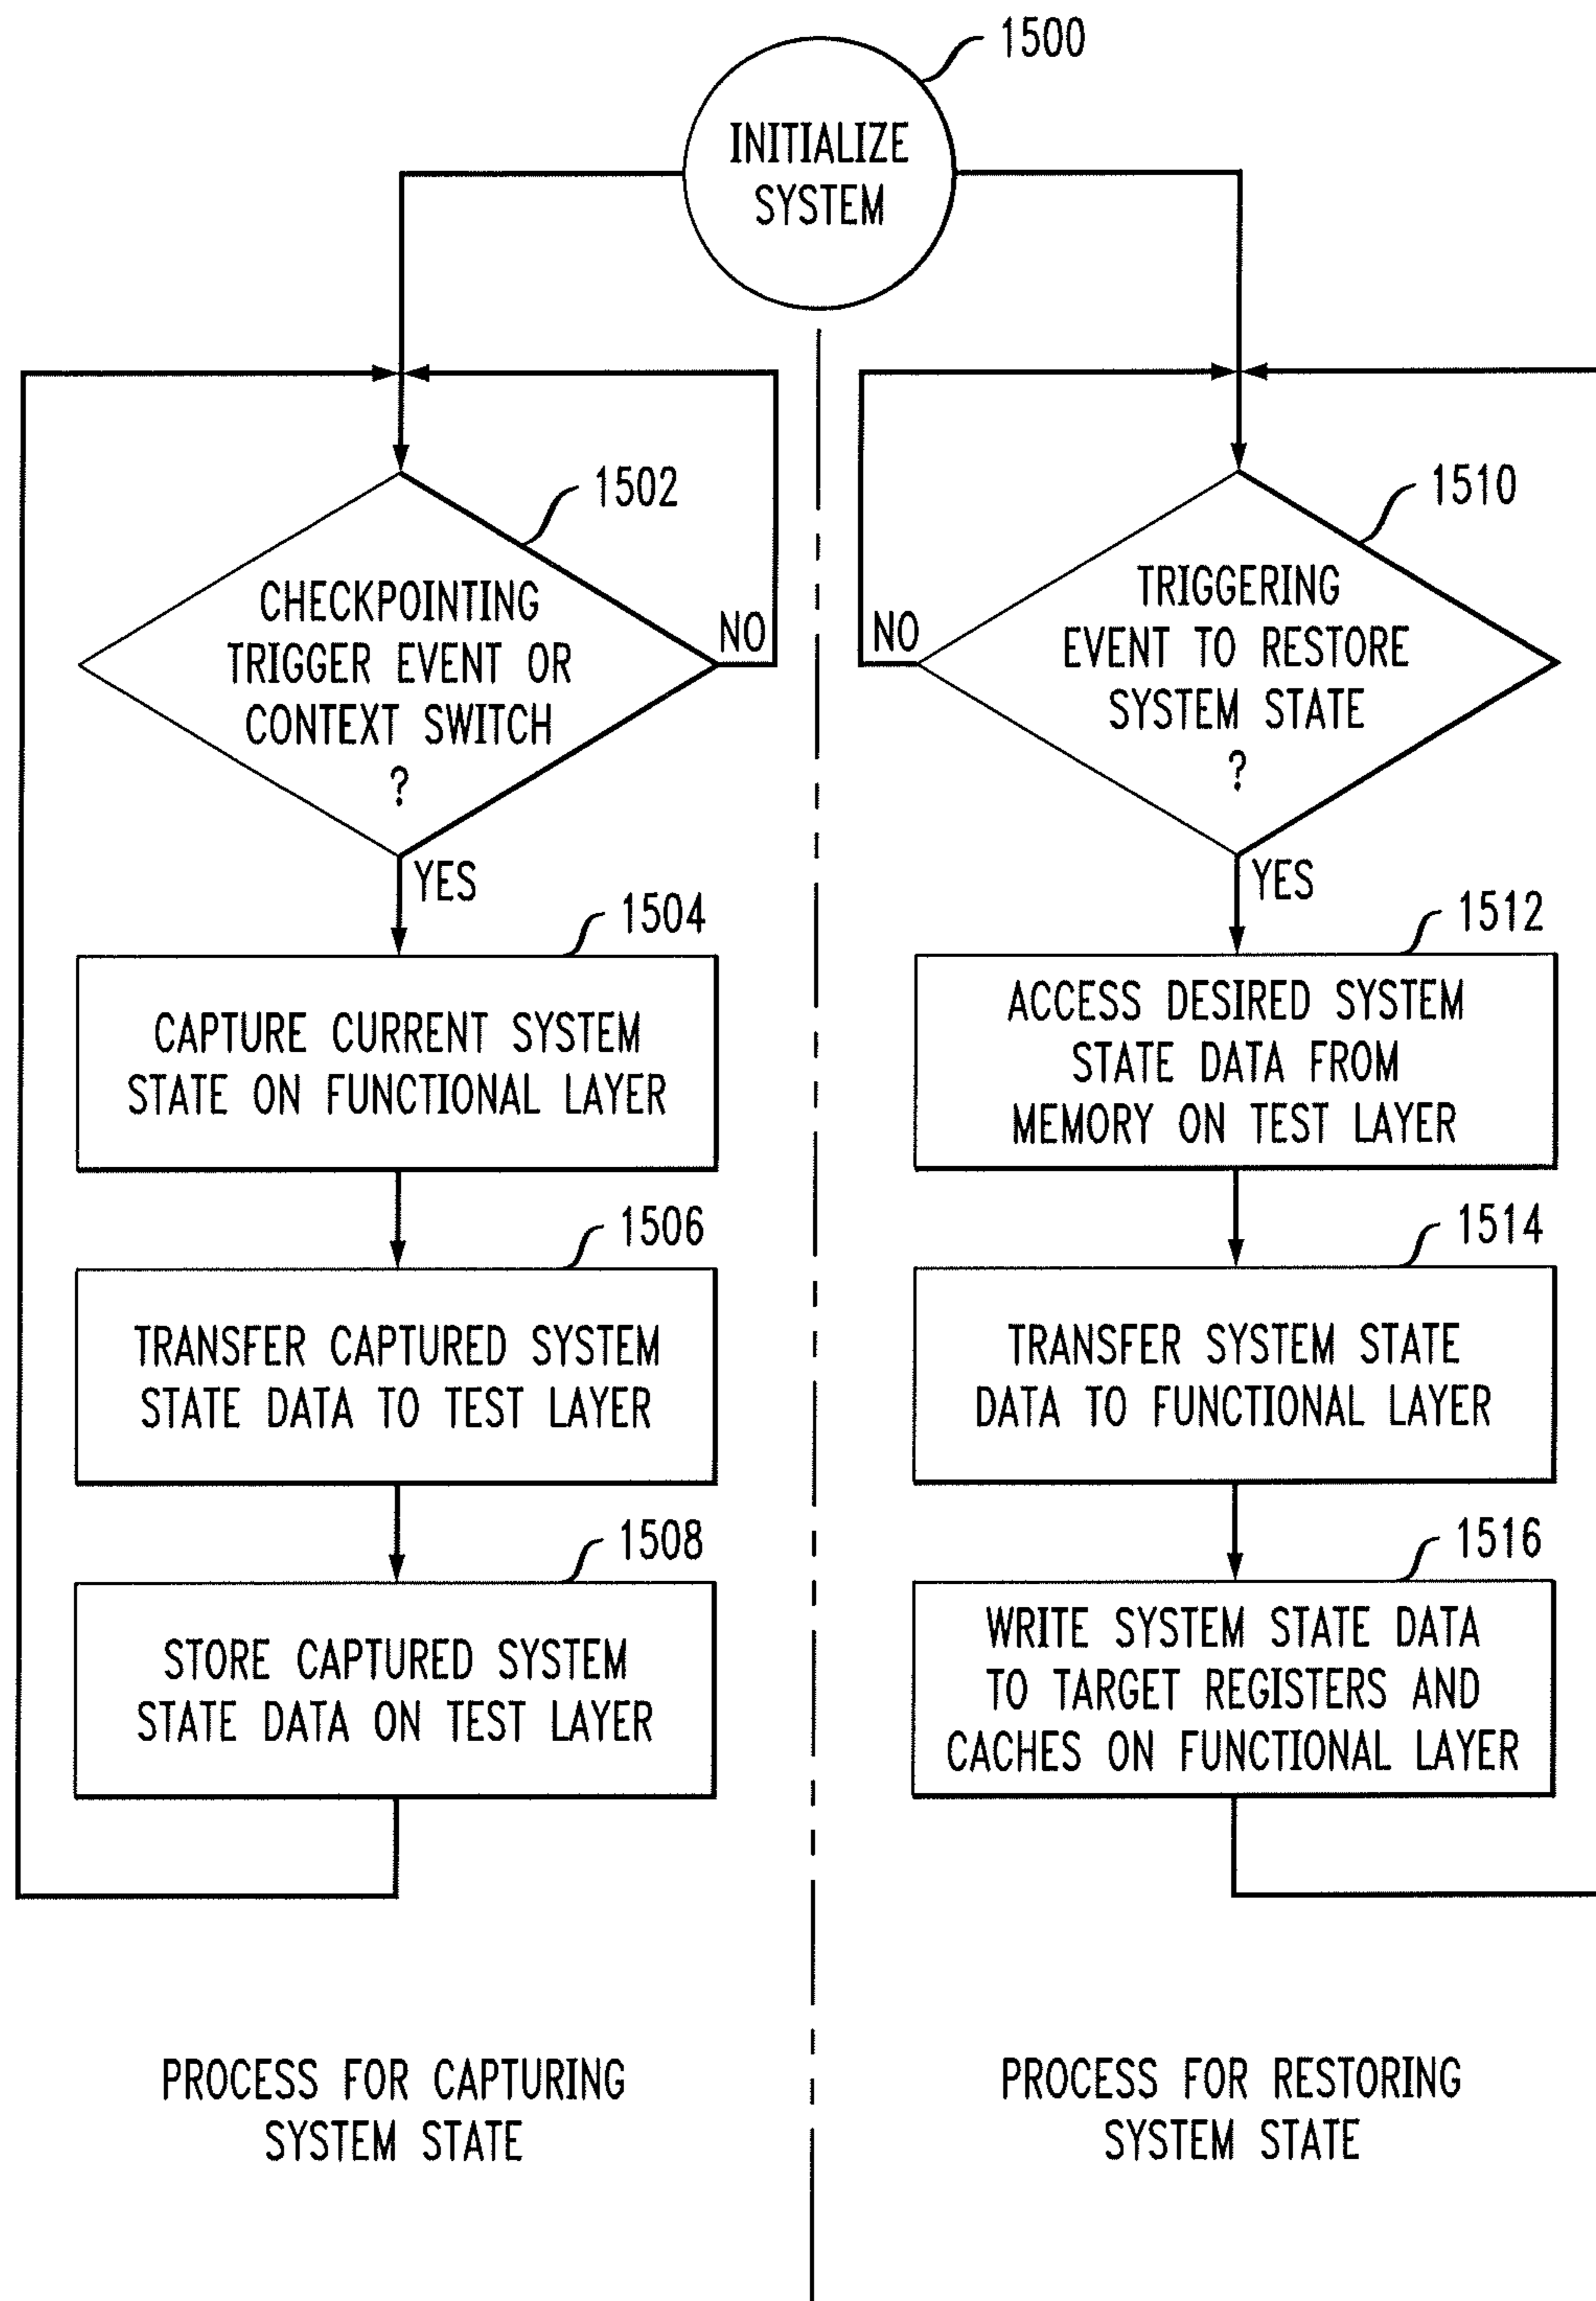 1500
INITIALIZE
SYSTEM
1502
CHECKPOINTING
TRIGGER EVENT OR
CONTEXT SWITCH
?
NO
YES
1504
CAPTURE CURRENT SYSTEM
STATE ON FUNCTIONAL LAYER
1506
TRANSFER CAPTURED SYSTEM
STATE DATA TO TEST LAYER
1508
STORE CAPTURED SYSTEM
STATE DATA ON TEST LAYER
PROCESS FOR CAPTURING
SYSTEM STATE
1510
TRIGGERING
EVENT TO RESTORE
SYSTEM STATE
?
NO
YES
1512
ACCESS DESIRED SYSTEM
STATE DATA FROM
MEMORY ON TEST LAYER
1514
TRANSFER SYSTEM STATE
DATA TO FUNCTIONAL LAYER
1516
WRITE SYSTEM STATE DATA
TO TARGET REGISTERS AND
CACHES ON FUNCTIONAL LAYER
PROCESS FOR RESTORING
SYSTEM STATE